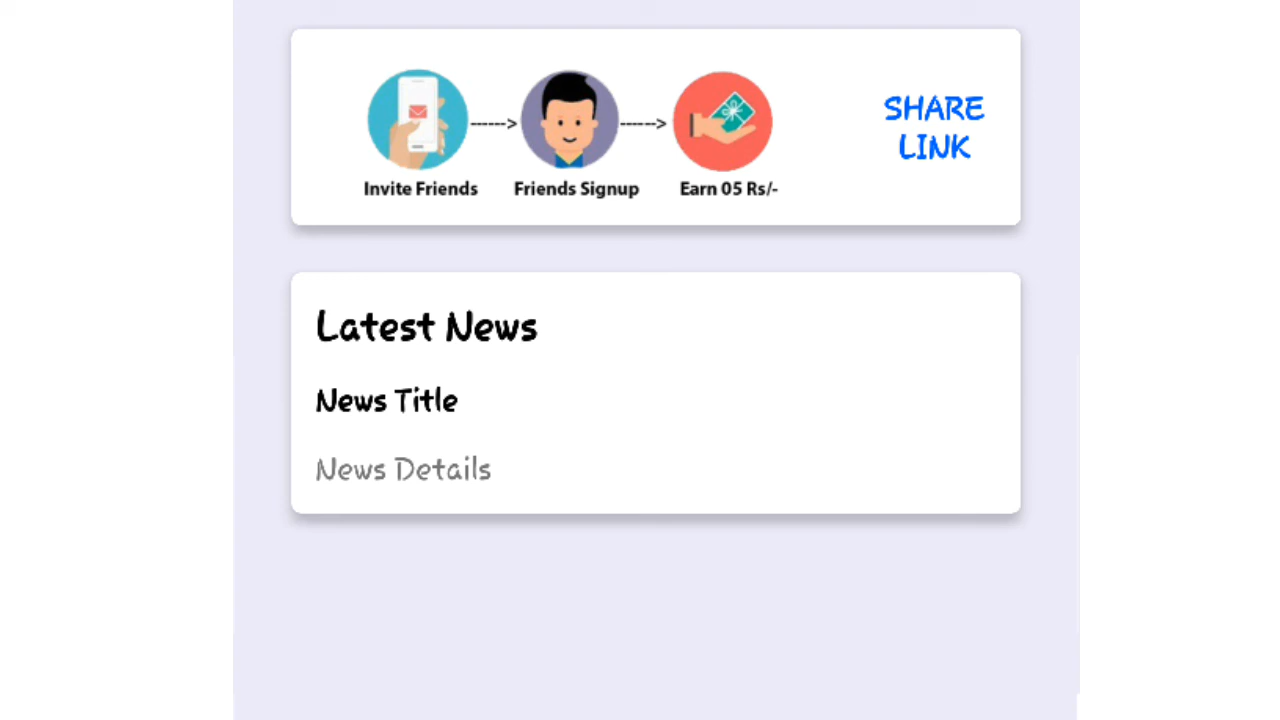 SHARE
LINK
------> ------>
Invite Friends Friends Signup Earn 05 Rs/-
Latest News
News Title
News Details